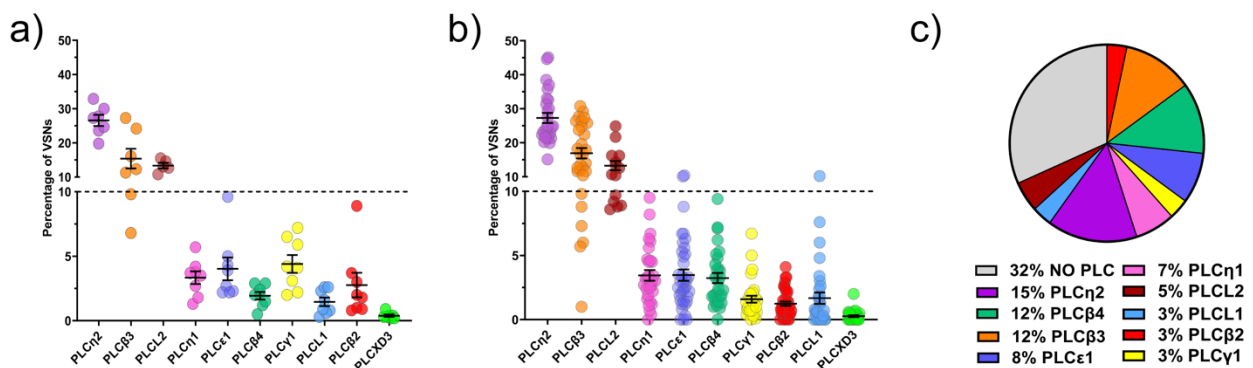 a)
Percentage of VSNs
50
40
30
20
10
10
5
0
PLCη2 PLCβ3 PLCL2 PLCη1 PLCε1 PLCβ4 PLCγ1 PLCL1 PLCβ2 PLCXD3
b)
Percentage of VSNs
50
40
30
20
10
10
5
0
PLCη2 PLCβ3 PLCL2 PLCη1 PLCε1 PLCβ4 PLCγ1 PLCβ2 PLCL1 PLCXD3
c)
32% NO PLC
15% PLCη2
12% PLCβ4
12% PLCβ3
8% PLCε1
7% PLCη1
5% PLCL2
3% PLCL1
3% PLCβ2
3% PLCγ1